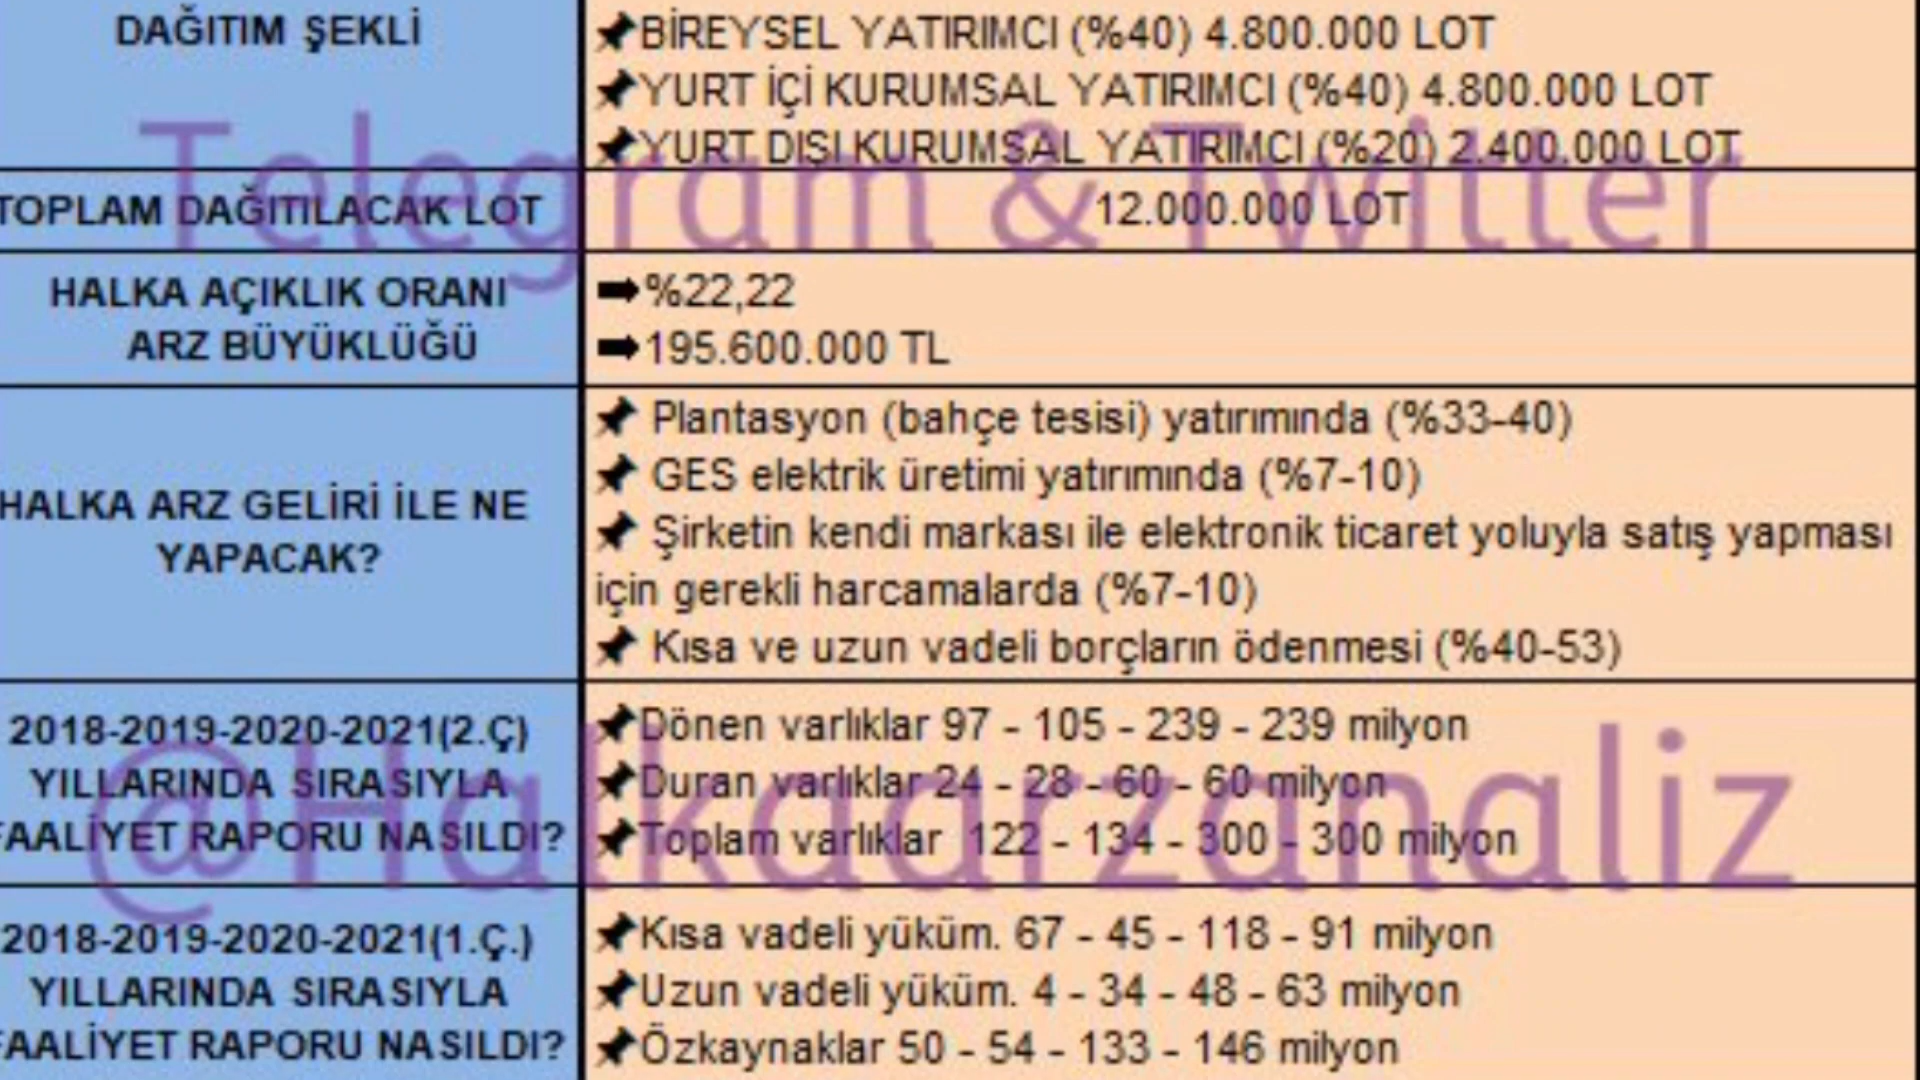 DAĞITIM ŞEKLİ
BİREYSEL YATIRIMCI (%40) 4.800.000 LOT
YURT İÇİ KURUMSAL YATIRIMCI (%40) 4.800.000 LOT
YURT DIŞI KURUMSAL YATIRIMCI (%20) 2.400.000 LOT
Telegram & Twitter
TOPLAM DAĞITILACAK LOT
12.000.000 LOT
HALKA AÇIKLIK ORANI
ARZ BÜYÜKLÜĞÜ
➡%22,22
➡195.600.000 TL
HALKA ARZ GELİRİ İLE NE
YAPACAK?
Plantasyon (bahçe tesisi) yatırımında (%33-40)
GES elektrik üretimi yatırımında (%7-10)
Şirketin kendi markası ile elektronik ticaret yoluyla satış yapması
için gerekli harcamalarda (%7-10)
Kısa ve uzun vadeli borçların ödenmesi (%40-53)
2018-2019-2020-2021(2.Ç)
YILLARINDA SIRASIYLA
FAALİYET RAPORU NASILDI?
Dönen varlıklar 97 - 105 - 239 - 239 milyon
Duran varlıklar 24 - 28 - 60 - 60 milyon
Toplam varlıklar 122 - 134 - 300 - 300 milyon
@Halkaarzanaliz
2018-2019-2020-2021(1.Ç.)
YILLARINDA SIRASIYLA
FAALİYET RAPORU NASILDI?
Kısa vadeli yüküm. 67 - 45 - 118 - 91 milyon
Uzun vadeli yüküm. 4 - 34 - 48 - 63 milyon
Özkaynaklar 50 - 54 - 133 - 146 milyon